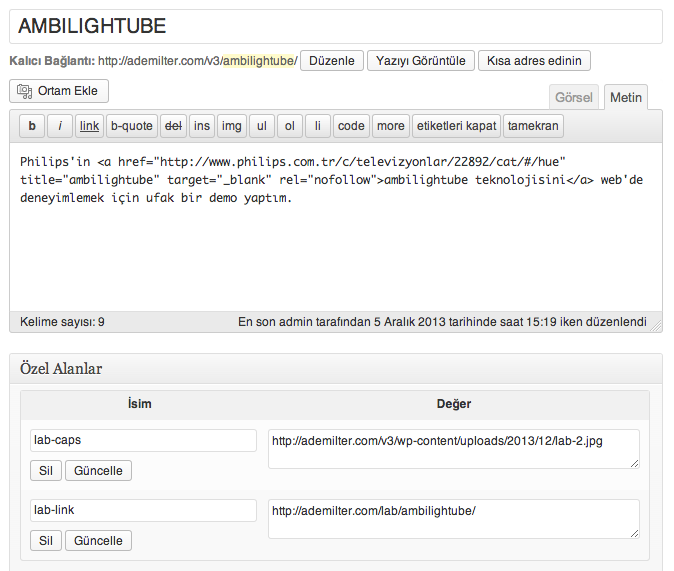 AMBILIGHTUBE
Kalıcı Bağlantı: http://ademilter.com/v3/ambilightube/ Düzenle Yazıyı Görüntüle Kısa adres edinin
Ortam Ekle Görsel Metin
b i link b-quote del ins img ul ol li code more etiketleri kapat tamekran
Philips'in <a href="http://www.philips.com.tr/c/televizyonlar/22892/cat/#/hue"
title="ambilightube" target="_blank" rel="nofollow">ambilightube teknolojisini</a> web'de
deneyimlemek için ufak bir demo yaptım.
Kelime sayısı: 9 En son admin tarafından 5 Aralık 2013 tarihinde saat 15:19 iken düzenlendi
Özel Alanlar
İsim Değer
lab-caps http://ademilter.com/v3/wp-content/uploads/2013/12/lab-2.jpg
Sil Güncelle
lab-link http://ademilter.com/lab/ambilightube/
Sil Güncelle